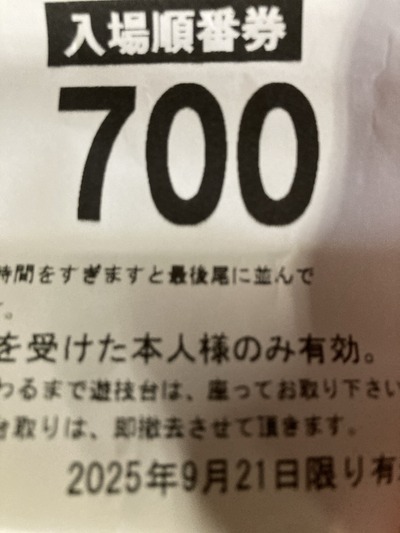 入場順番券
700
時間をすぎますと最後尾に並んで
す。
を受けた本人様のみ有効。
わるまで遊技台は、座ってお取り下さい
台取りは、即撤去させて頂きます。
2025年9月21日限り有